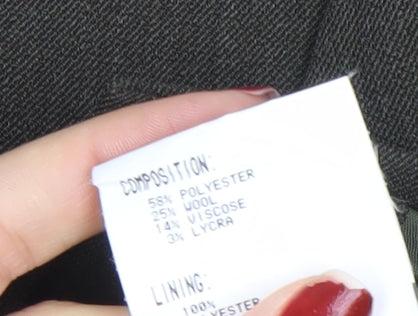 COMPOSITION:
58% POLYESTER
25% WOOL
14% VISCOSE
3% LYCRA
LINING:
100%